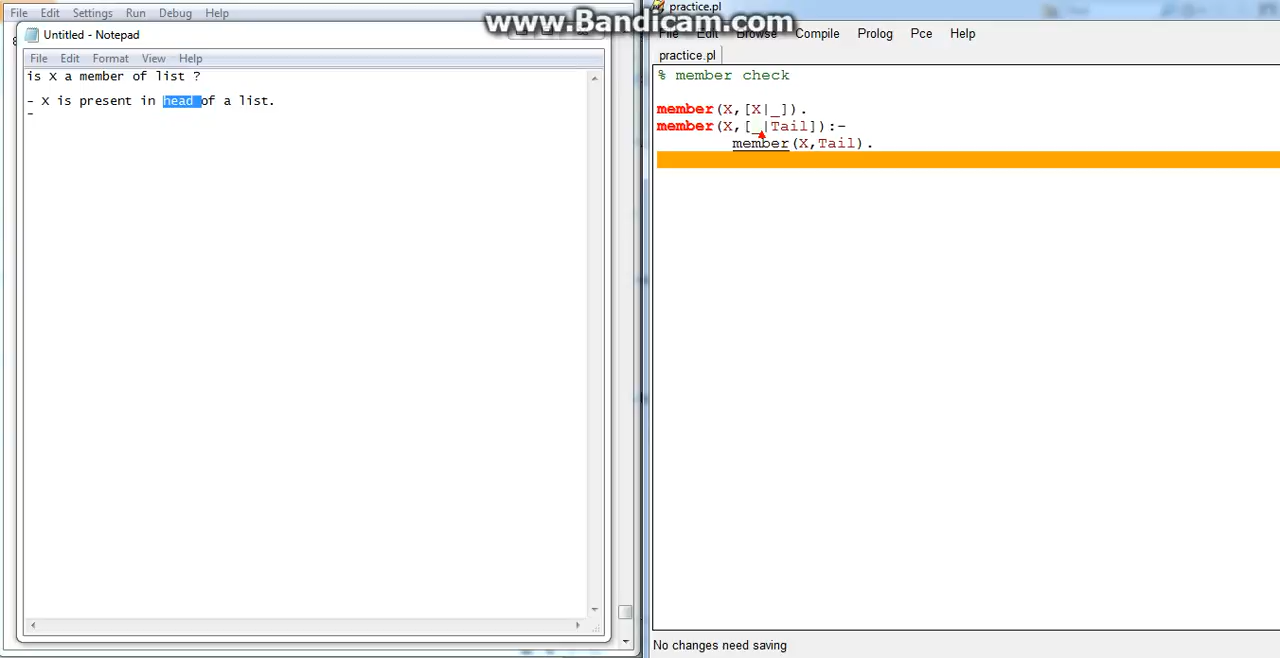 www.Bandicam.com
File Edit Settings Run Debug Help
Untitled - Notepad
File Edit Format View Help
is X a member of list ?
- X is present in head of a list.
-
practice.pl
File Edit Browse Compile Prolog Pce Help
practice.pl
% member check
member(X,[X|_]).
member(X,[_|Tail]):-
member(X,Tail).
No changes need saving